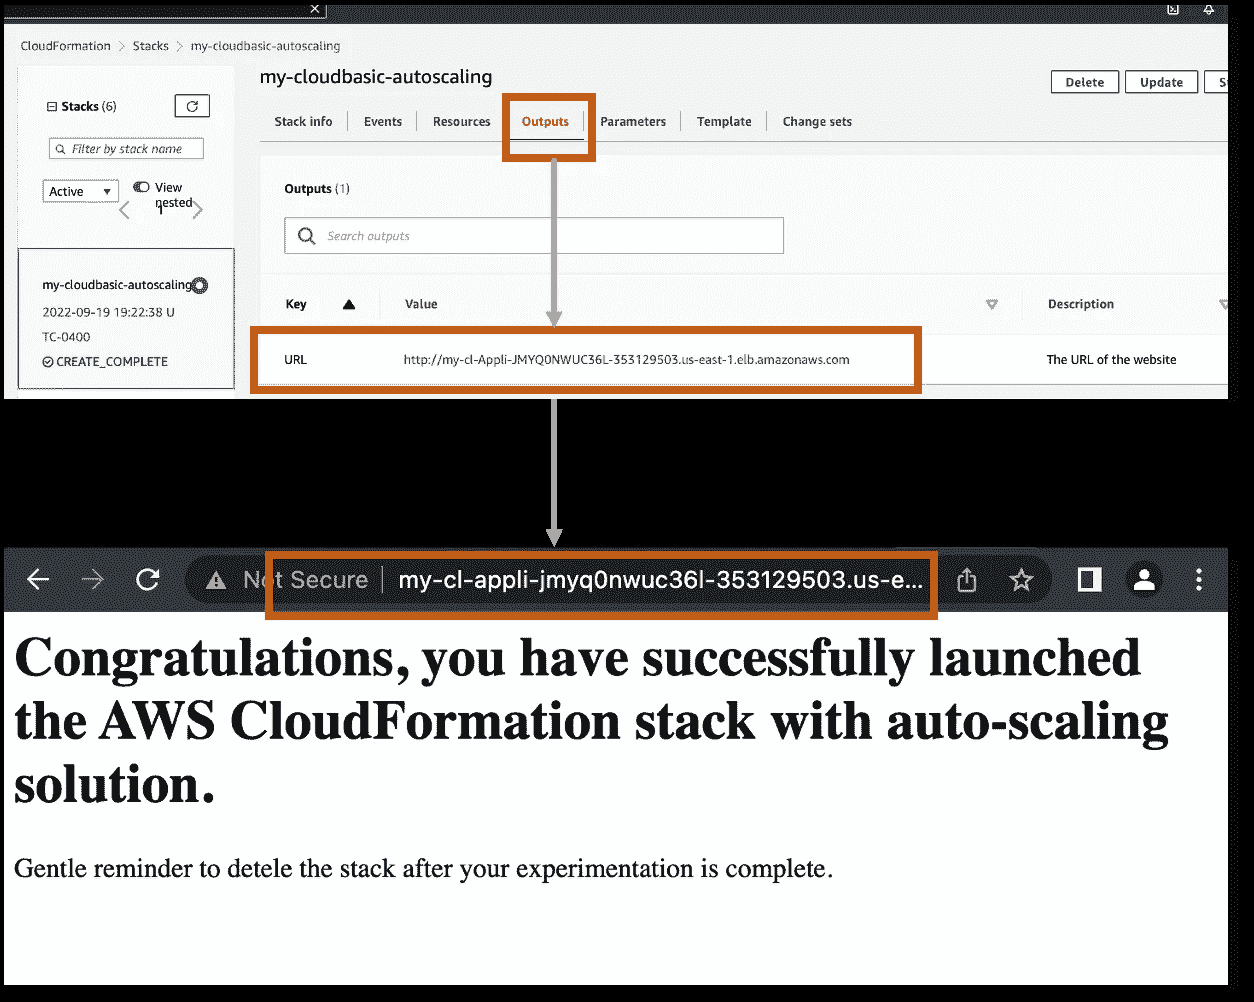 CloudFormation > Stacks > my-cloudbasic-autoscaling
Stacks (6)
Filter by stack name
Active
View nested
1
my-cloudbasic-autoscaling
2022-09-19 19:22:38 U
TC-0400
CREATE_COMPLETE
my-cloudbasic-autoscaling
Delete
Update
Stack info
Events
Resources
Outputs
Parameters
Template
Change sets
Outputs (1)
Search outputs
Key
Value
Description
URL
http://my-cl-Appli-JMYQ0NWUC36L-353129503.us-east-1.elb.amazonaws.com
The URL of the website
Not Secure | my-cl-appli-jmyq0nwuc36l-353129503.us-e...
Congratulations, you have successfully launched
the AWS CloudFormation stack with auto-scaling
solution.
Gentle reminder to detele the stack after your experimentation is complete.